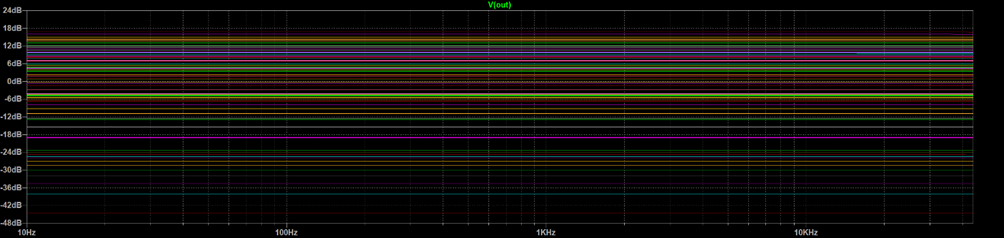 V(out)
24dB
18dB
12dB
6dB
0dB
-6dB
-12dB
-18dB
-24dB
-30dB
-36dB
-42dB
-48dB
10Hz 100Hz 1KHz 10KHz